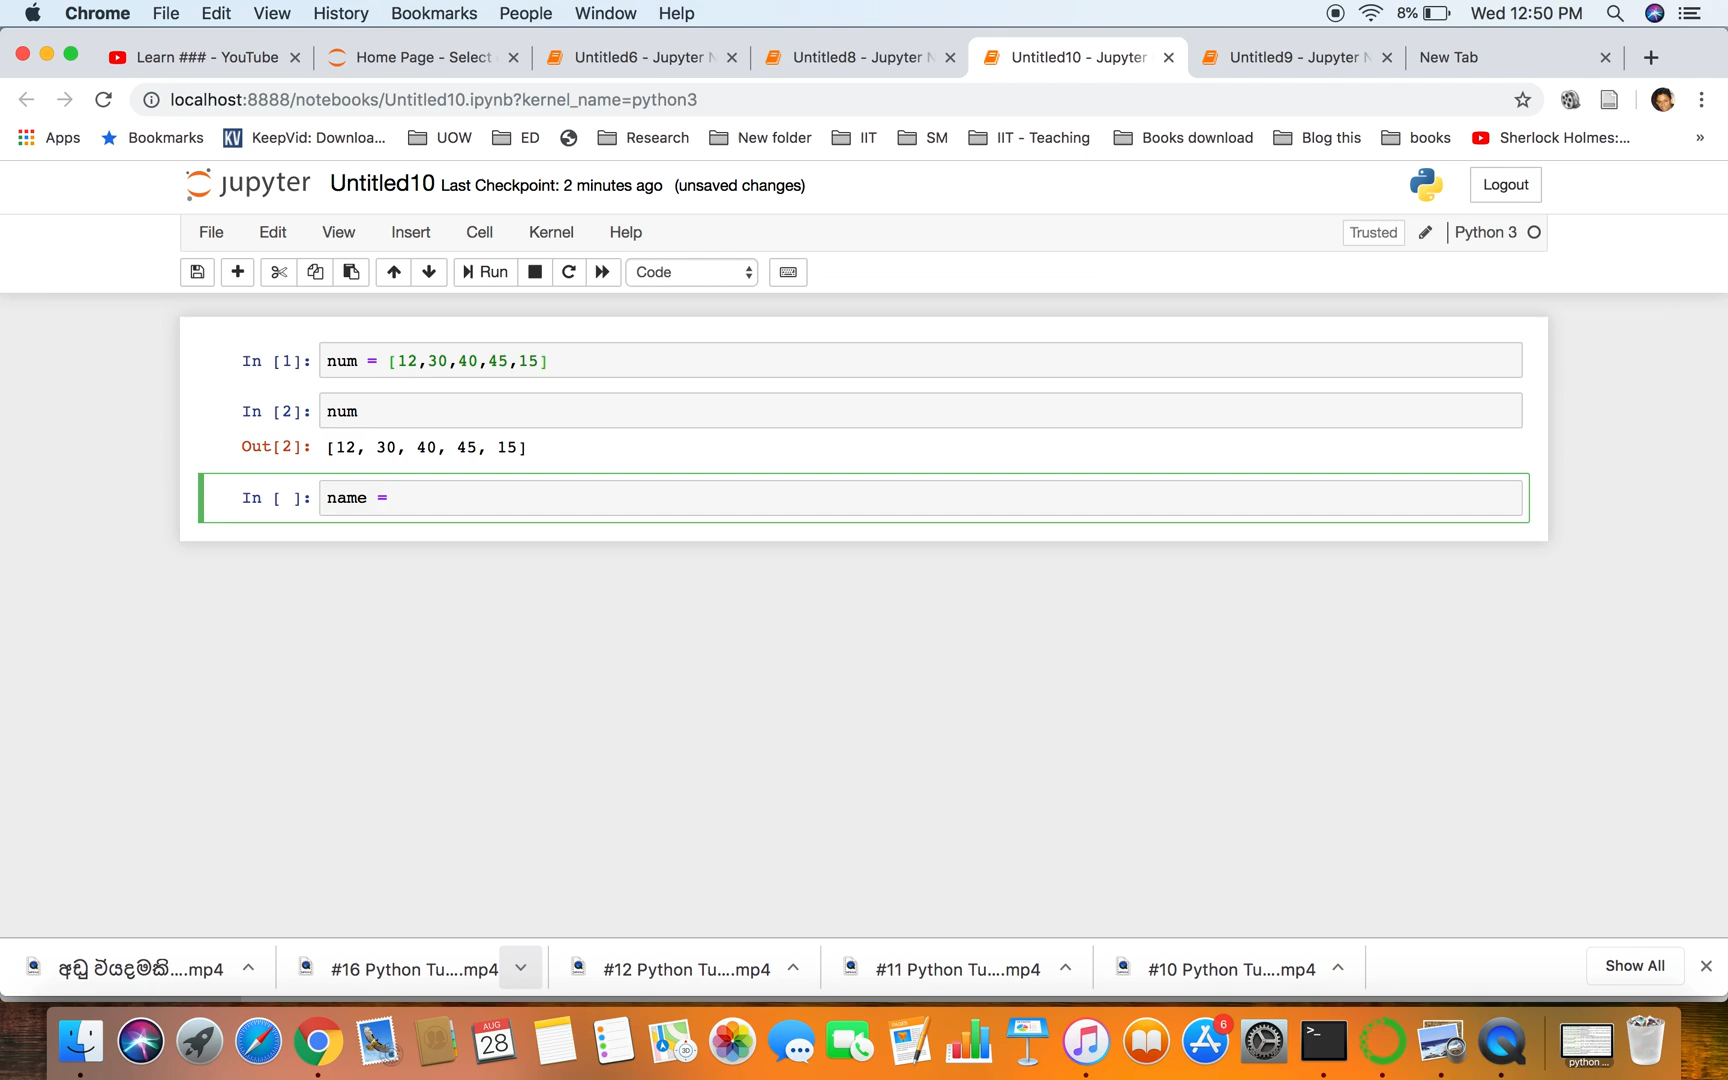 Chrome File Edit View History Bookmarks People Window Help 8% Wed 12:50 PM
Learn ### - YouTube Home Page - Select Untitled6 - Jupyter N Untitled8 - Jupyter N Untitled10 - Jupyter Untitled9 - Jupyter N New Tab
localhost:8888/notebooks/Untitled10.ipynb?kernel_name=python3
Apps Bookmarks KV KeepVid: Downloa... UOW ED Research New folder IIT SM IIT - Teaching Books download Blog this books Sherlock Holmes:... »
jupyter Untitled10 Last Checkpoint: 2 minutes ago (unsaved changes) Logout
File Edit View Insert Cell Kernel Help Trusted Python 3
Run Code
In [1]: num = [12,30,40,45,15]
In [2]: num
Out[2]: [12, 30, 40, 45, 15]
In [ ]: name =
අඩු වියදමකි....mp4 #16 Python Tu....mp4 #12 Python Tu....mp4 #11 Python Tu....mp4 #10 Python Tu....mp4 Show All
AUG
28
3D
6
>_
python ...